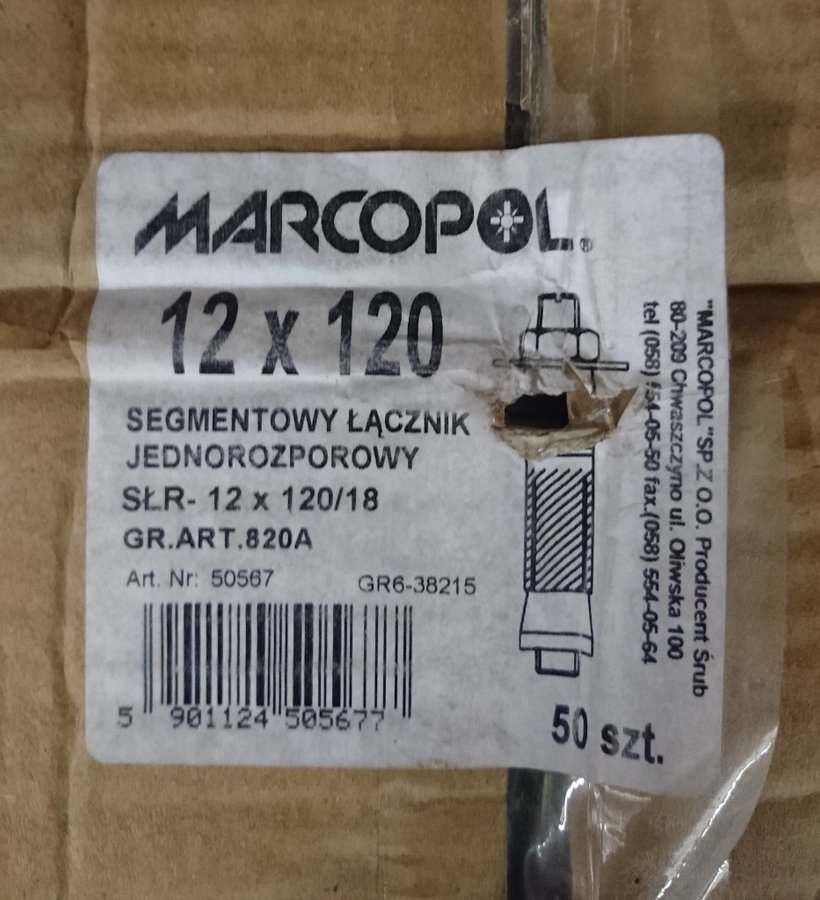 MARCOPOL®
12 x 120
SEGMENTOWY ŁĄCZNIK
JEDNOROZPOROWY
SŁR- 12 x 120/18
GR.ART.820A
Art. Nr: 50567 GR6-38215
5 901124 505677
50 szt.
"MARCOPOL"SP.Z O.O. Producent Śrub
80-209 Chwaszczyno ul. Oliwska 100
tel (058) 554-05-50 fax.(058) 554-05-64